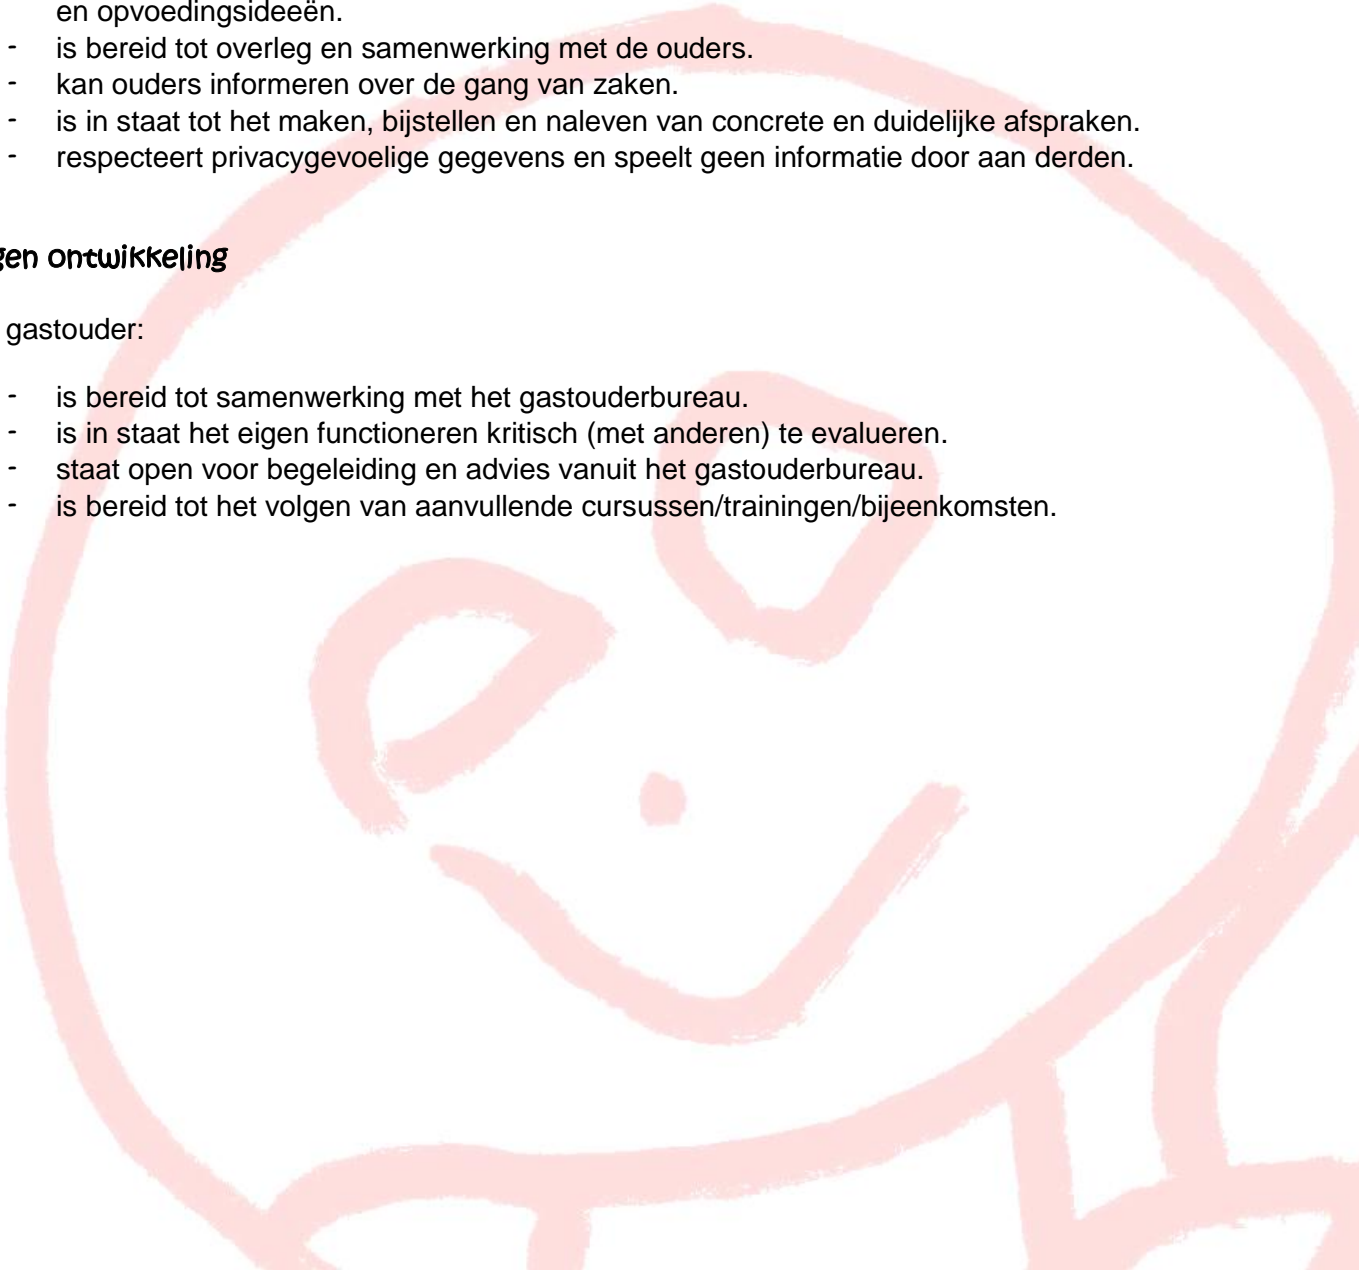 en opvoedingsideeën.
- is bereid tot overleg en samenwerking met de ouders.
- kan ouders informeren over de gang van zaken.
- is in staat tot het maken, bijstellen en naleven van concrete en duidelijke afspraken.
- respecteert privacygevoelige gegevens en speelt geen informatie door aan derden.
gen ontwikkeling
gastouder:
- is bereid tot samenwerking met het gastouderbureau.
- is in staat het eigen functioneren kritisch (met anderen) te evalueren.
- staat open voor begeleiding en advies vanuit het gastouderbureau.
- is bereid tot het volgen van aanvullende cursussen/trainingen/bijeenkomsten.